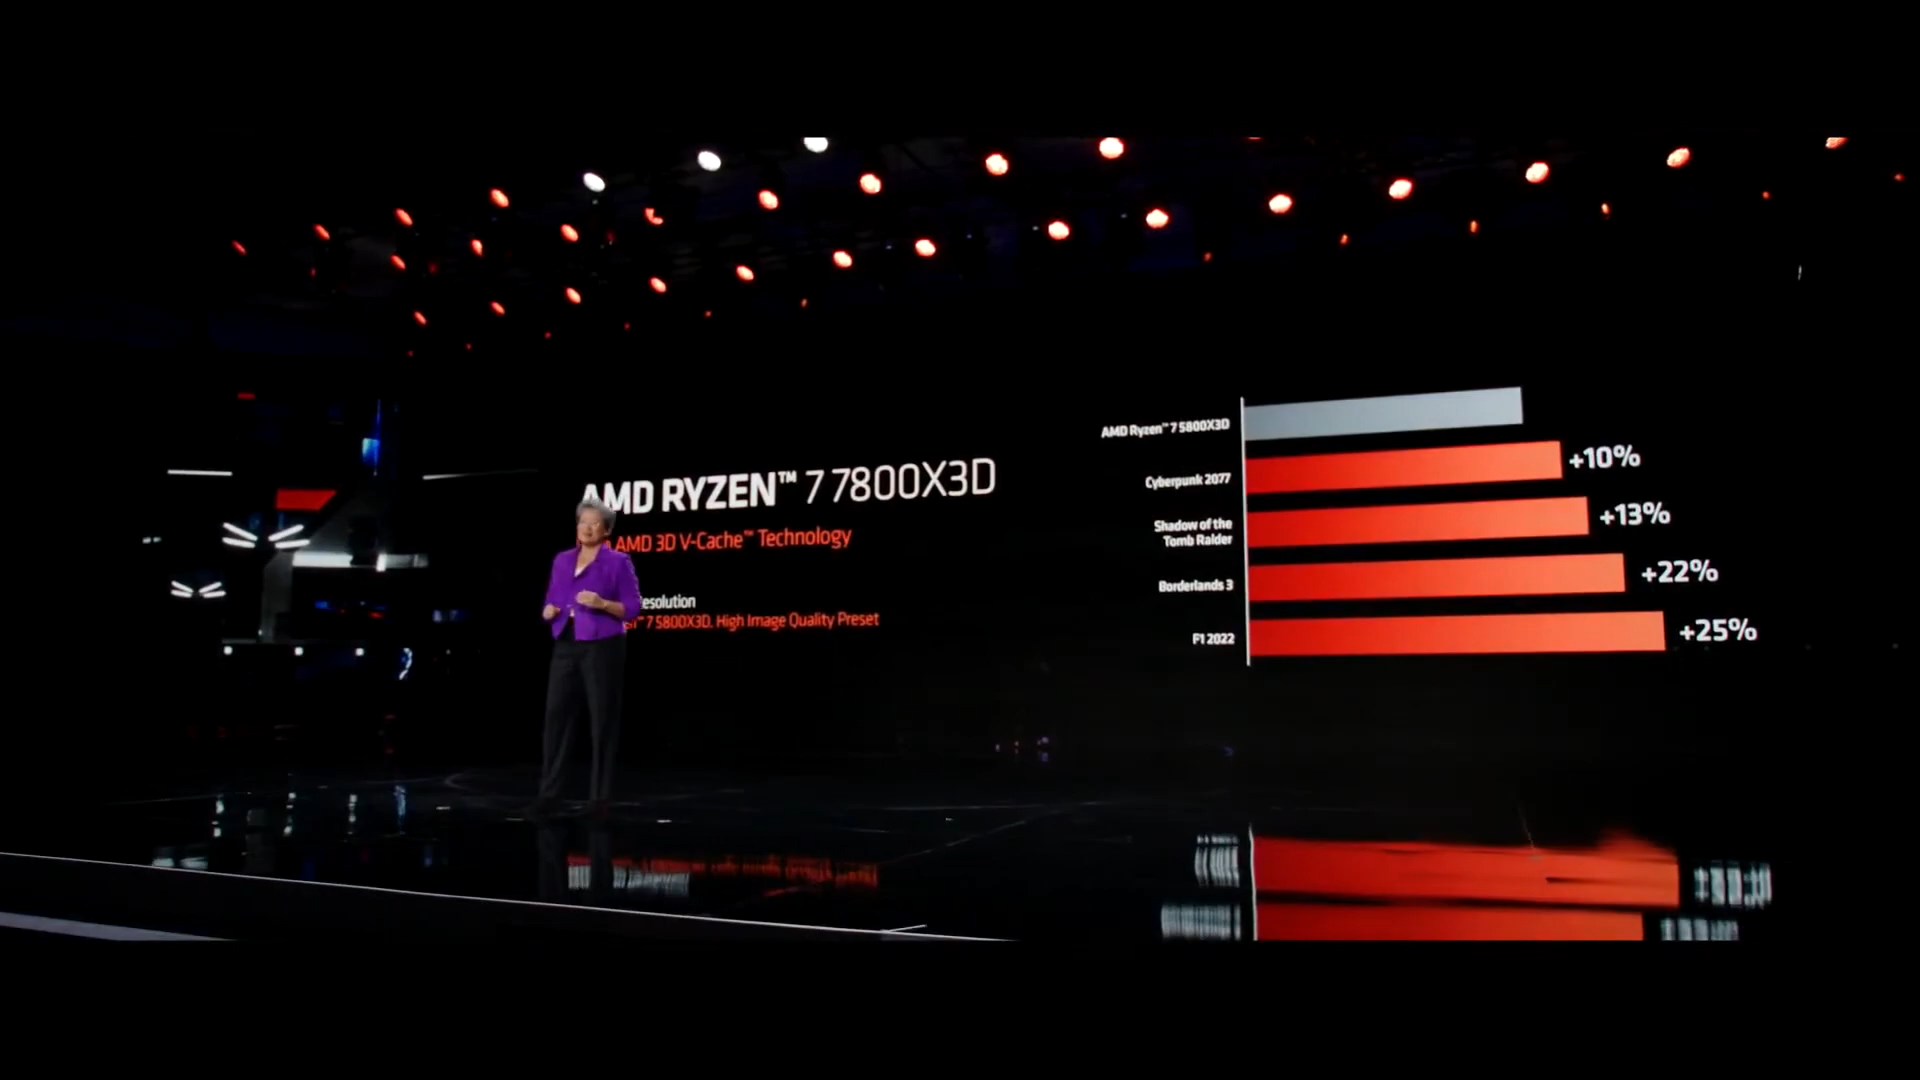 AMD RYZEN™ 7 7800X3D
AMD 3D V-Cache™ Technology
7 5800X3D, High Image Quality Preset
AMD Ryzen™ 7 5800X3D
Cyberpunk 2077
+10%
Shadow of the
Tomb Raider
+13%
Borderlands 3
+22%
F1 2022
+25%